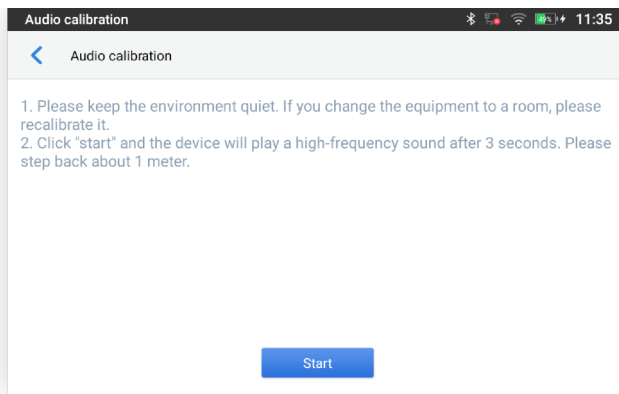 Audio calibration 49% 11:35
Audio calibration
1. Please keep the environment quiet. If you change the equipment to a room, please
recalibrate it.
2. Click "start" and the device will play a high-frequency sound after 3 seconds. Please
step back about 1 meter.
Start